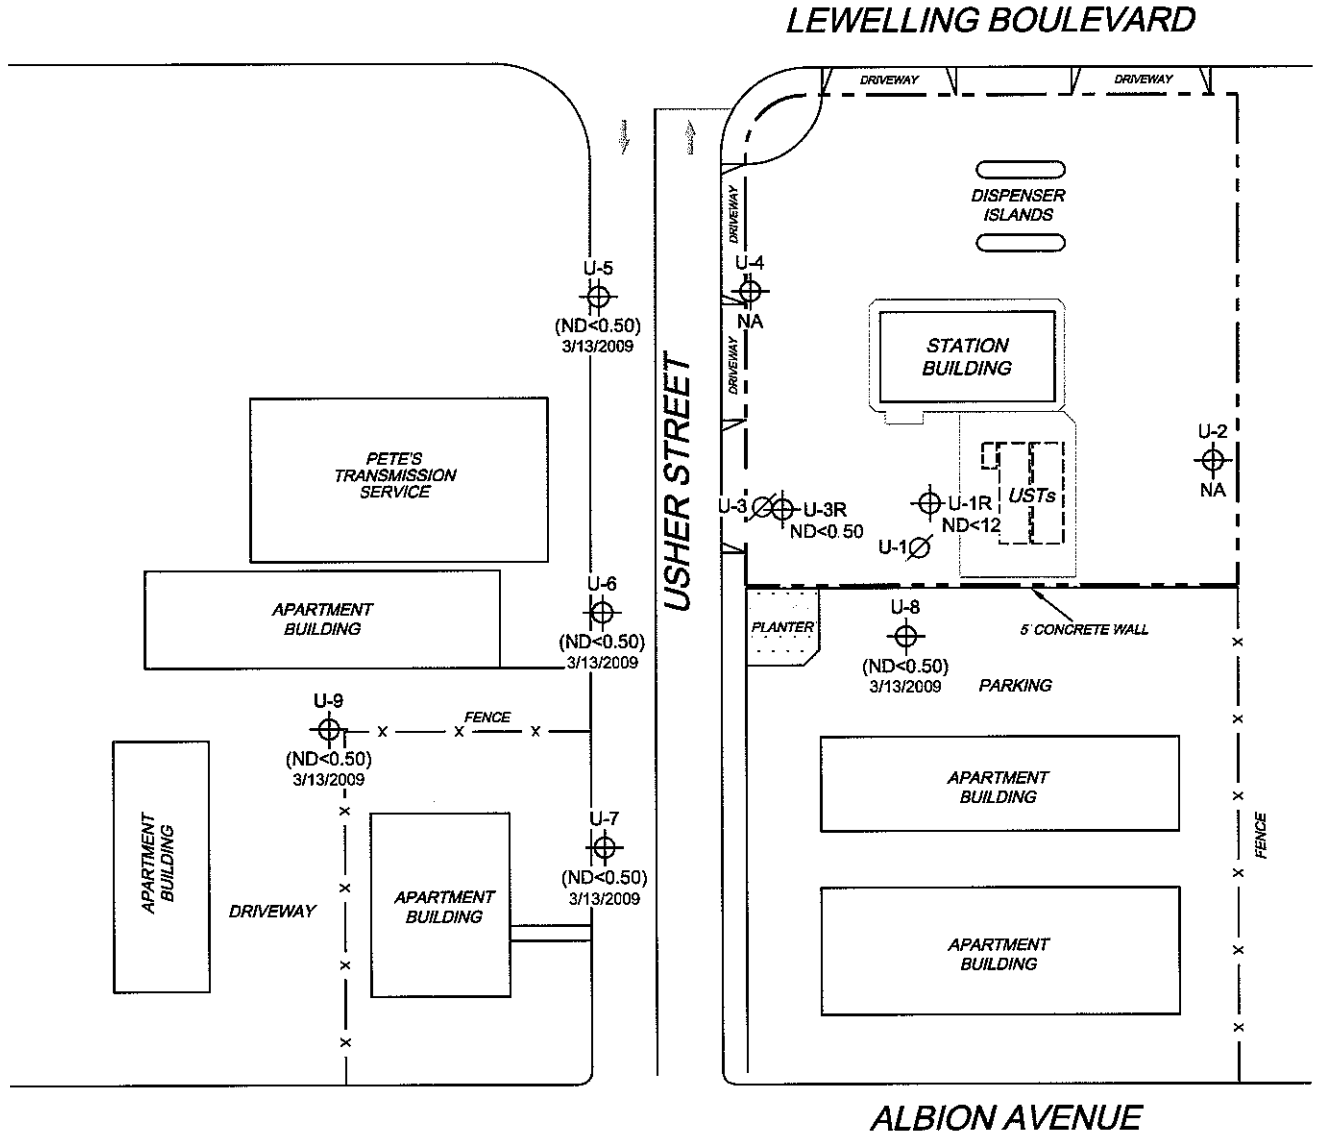 LEWELLING BOULEVARD
DRIVEWAY
DRIVEWAY
DISPENSER
ISLANDS
DRIVEWAY
U-5
(ND<0.50)
3/13/2009
U-4
NA
STATION
BUILDING
DRIVEWAY
USHER STREET
PETE'S
TRANSMISSION
SERVICE
U-2
NA
U-3
U-3R
ND<0.50
U-1R
ND<12
USTs
U-1
APARTMENT
BUILDING
U-6
(ND<0.50)
3/13/2009
PLANTER
U-8
(ND<0.50)
3/13/2009
5' CONCRETE WALL
PARKING
X
X
X
X
X
X
U-9
(ND<0.50)
3/13/2009
FENCE
X
X
X
X
X
X
X
APARTMENT
BUILDING
DRIVEWAY
APARTMENT
BUILDING
U-7
(ND<0.50)
3/13/2009
APARTMENT
BUILDING
APARTMENT
BUILDING
FENCE
ALBION AVENUE